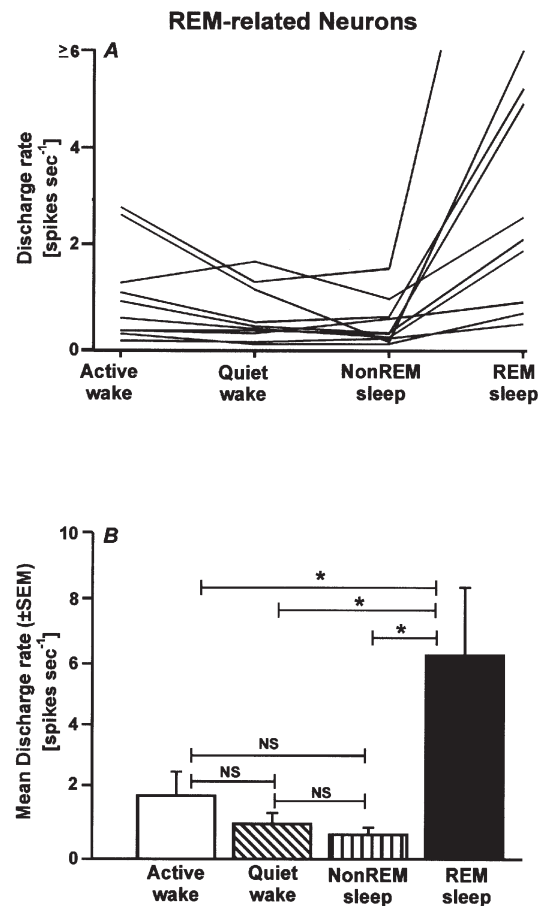 REM-related Neurons
A
≥6
4
2
0
Discharge rate
[spikes sec-1]
Active
wake
Quiet
wake
NonREM
sleep
REM
sleep
B
10
8
6
4
2
0
Mean Discharge rate (±SEM)
[spikes sec-1]
*
*
*
NS
NS
NS
Active
wake
Quiet
wake
NonREM
sleep
REM
sleep